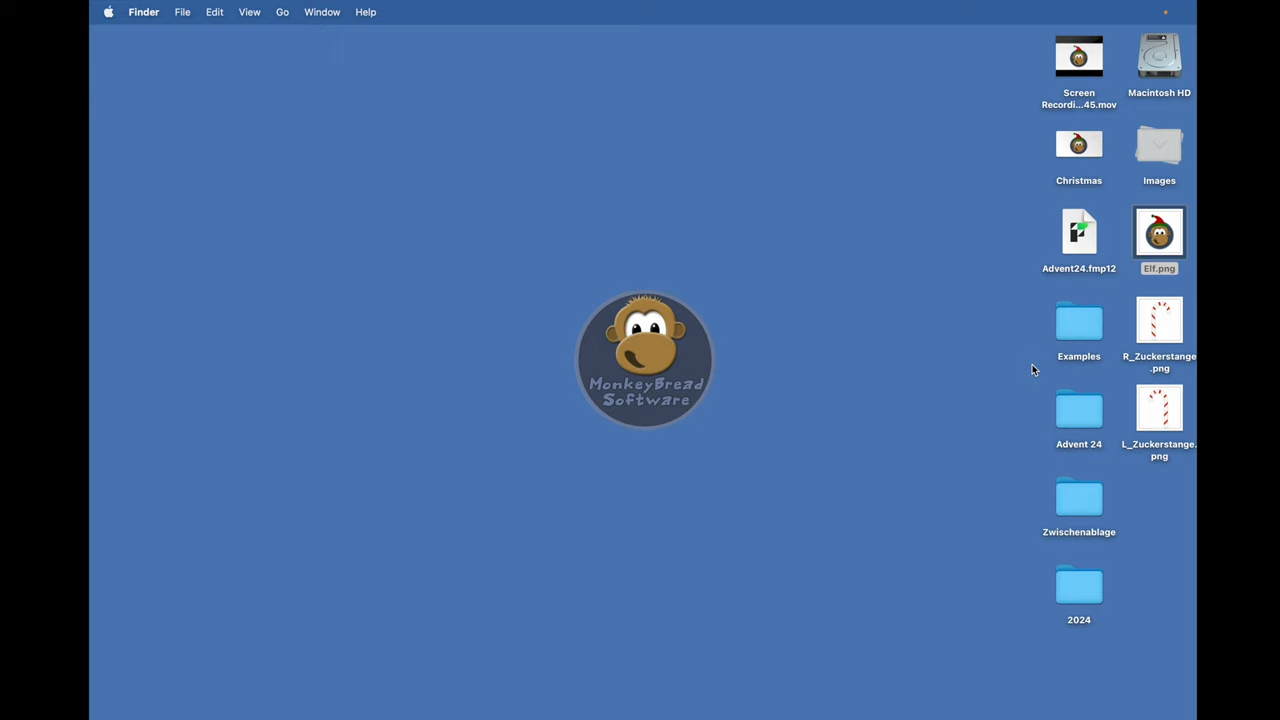 Finder File Edit View Go Window Help
Screen
Recordi...45.mov
Macintosh HD
Christmas
Images
Advent24.fmp12
Elf.png
Examples
R_Zuckerstange
.png
Advent 24
L_Zuckerstange.
png
Zwischenablage
2024
MonkeyBread
Software